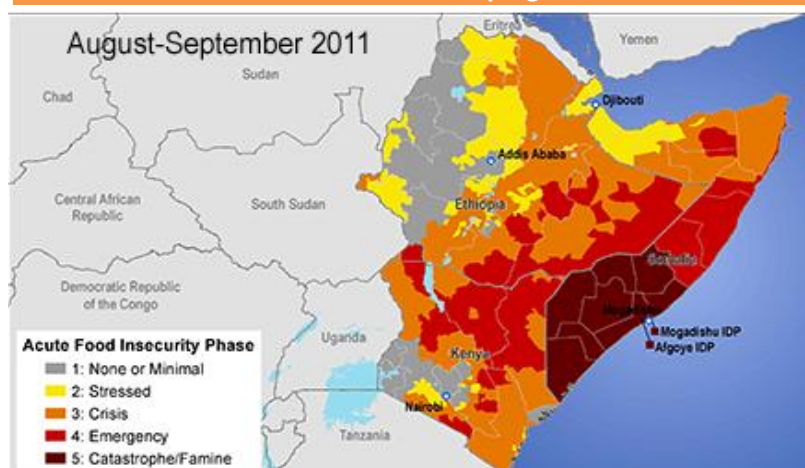 August-September 2011
Eritrea
Yemen
Sudan
Chad
Djibouti
Addis Ababa
Central African
Republic
South Sudan
Ethiopia
Somalia
Democratic Republic
of the Congo
Mogadishu IDP
Afgoye IDP
Uganda
Kenya
Nairobi
Tanzania
Acute Food Insecurity Phase
1: None or Minimal
2: Stressed
3: Crisis
4: Emergency
5: Catastrophe/Famine